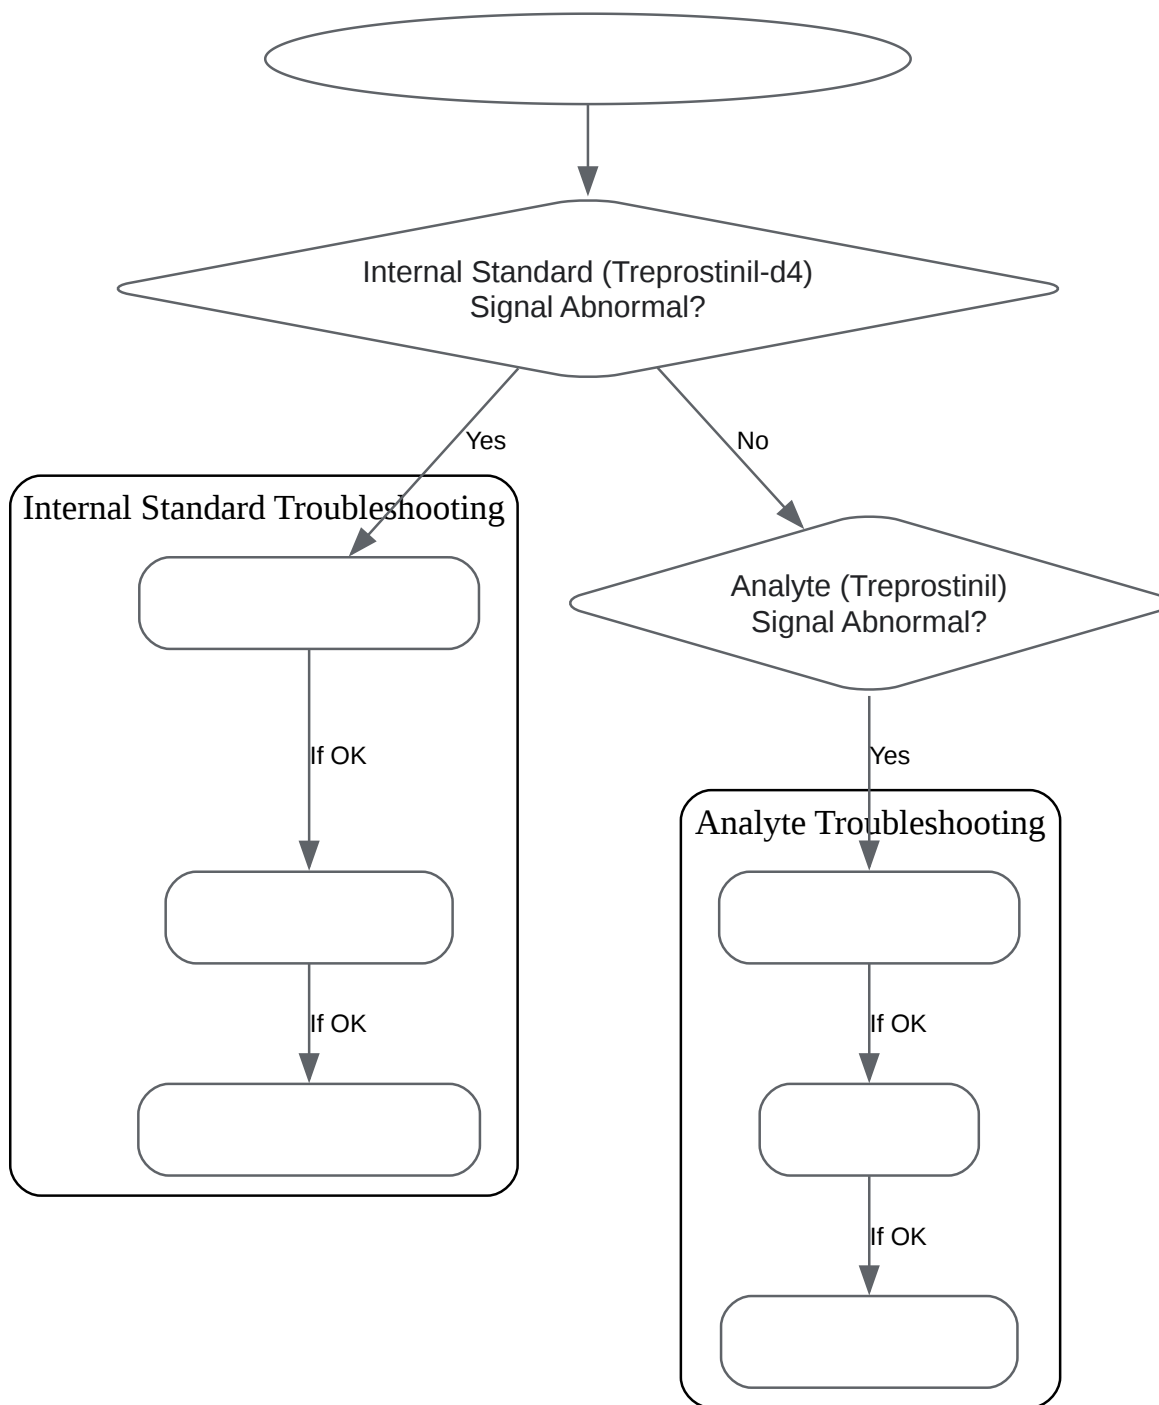 Internal Standard (Treprostinil-d4)
Signal Abnormal?
Yes
No
Internal Standard Troubleshooting
Analyte (Treprostinil)
Signal Abnormal?
If OK
Yes
Analyte Troubleshooting
If OK
If OK
If OK